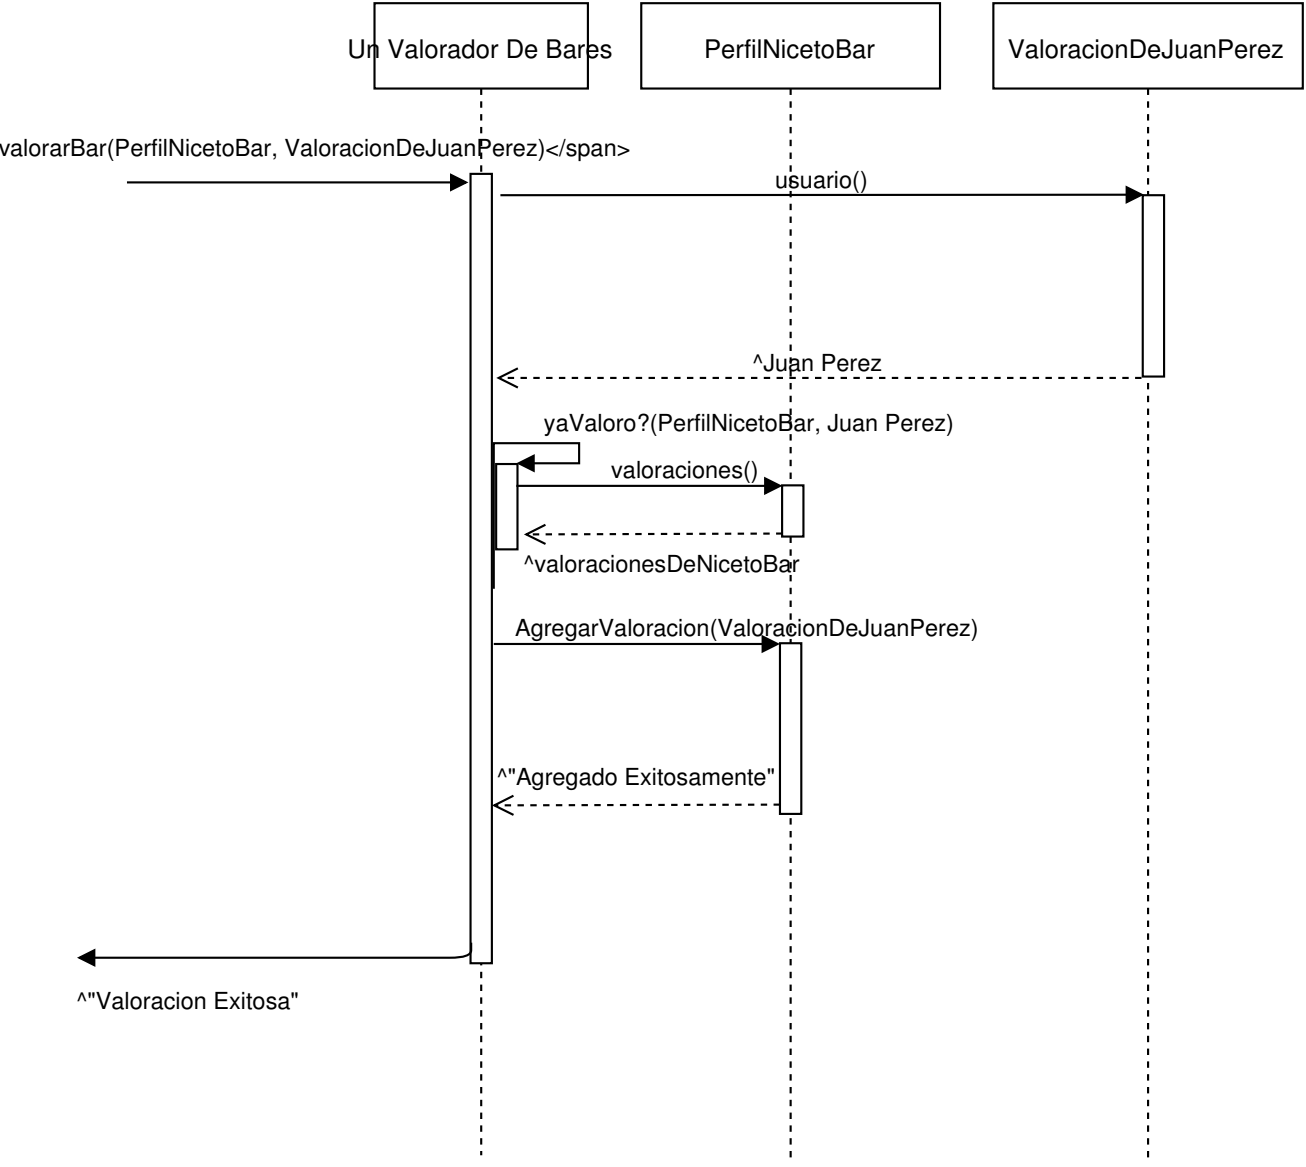 Un Valorador De Bares
PerfilNicetoBar
ValoracionDeJuanPerez
valorarBar(PerfilNicetoBar, ValoracionDeJuanPerez)</span>
usuario()
^Juan Perez
yaValoro?(PerfilNicetoBar, Juan Perez)
valoraciones()
^valoracionesDeNicetoBar
AgregarValoracion(ValoracionDeJuanPerez)
^"Agregado Exitosamente"
^"Valoracion Exitosa"